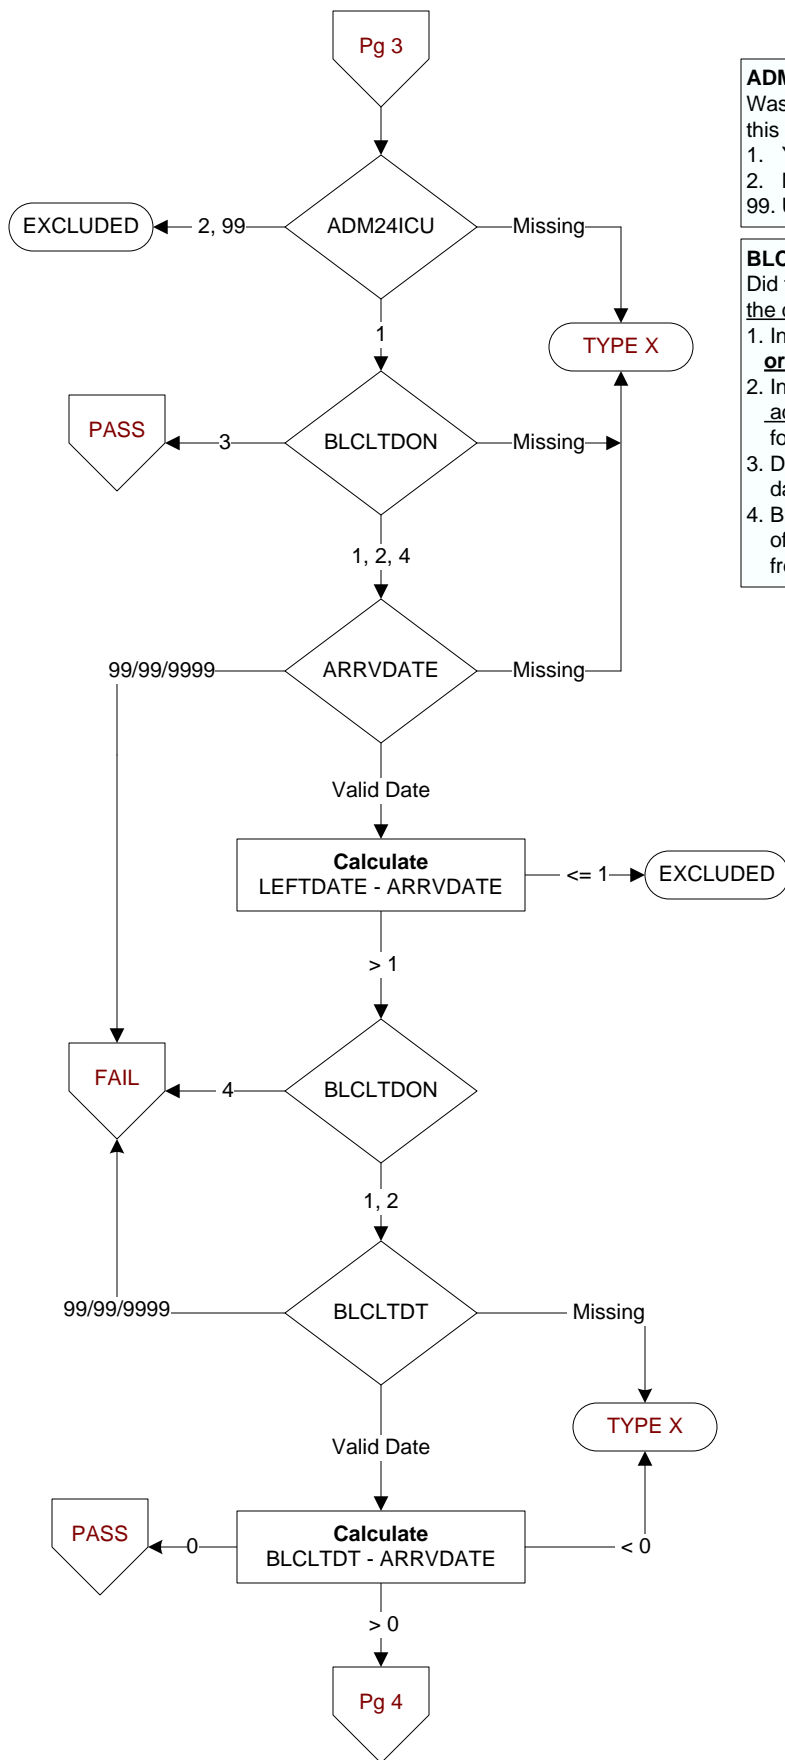 Pg 3
ADM
Was
this
1. Y
2.
99. U
EXCLUDED
2, 99
ADM24ICU
Missing
1
TYPE X
BLC
Did
the
1. In
or
2. In
a
fo
3. D
da
4. B
of
fr
PASS
3
BLCLTDON
Missing
1, 2, 4
99/99/9999
ARRVDATE
Missing
Valid Date
Calculate
LEFTDATE - ARRVDATE
<= 1
EXCLUDED
> 1
FAIL
4
BLCLTDON
1, 2
99/99/9999
BLCLTDT
Missing
TYPE X
Valid Date
PASS
0
Calculate
BLCLTDT - ARRVDATE
< 0
> 0
Pg 4